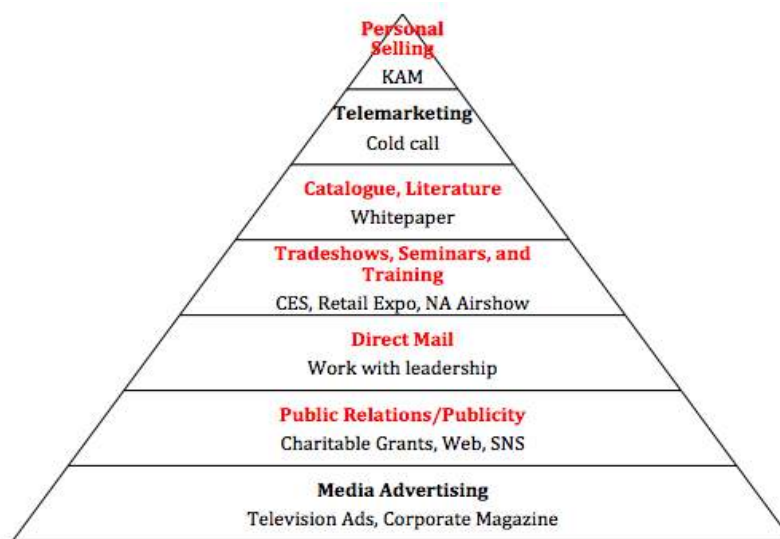 Personal
Selling
KAM
Telemarketing
Cold call
Catalogue, Literature
Whitepaper
Tradeshows, Seminars, and
Training
CES, Retail Expo, NA Airshow
Direct Mail
Work with leadership
Public Relations/Publicity
Charitable Grants, Web, SNS
Media Advertising
Television Ads, Corporate Magazine